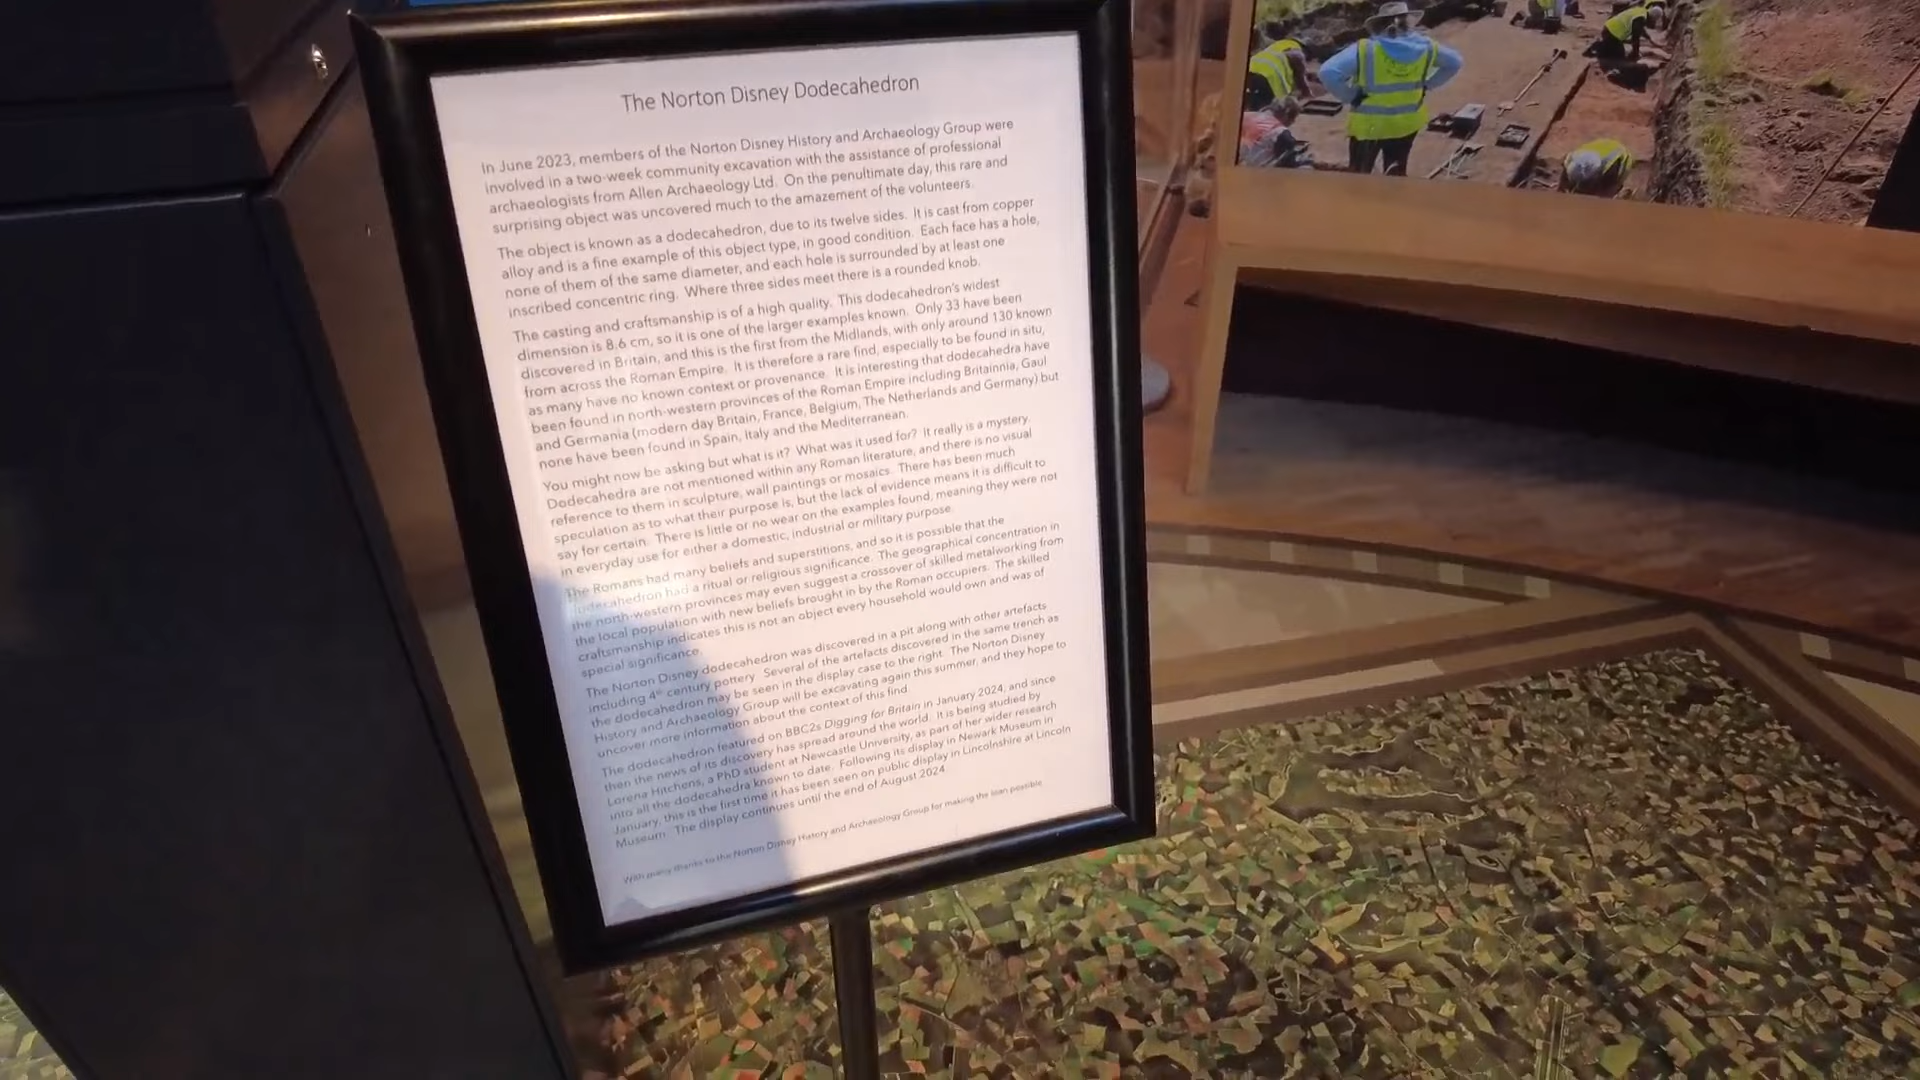 The Norton Disney Dodecahedron
In June 2023, members of the Norton Disney History and Archaeology Group were
involved in a two-week community excavation with the assistance of professional
archaeologists from Allen Archaeology Ltd. On the penultimate day, this rare and
surprising object was uncovered much to the amazement of the volunteers.
The object is known as a dodecahedron, due to its twelve sides. It is cast from copper
alloy and is a fine example of this object type, in good condition. Each face has a hole,
none of them of the same diameter, and each hole is surrounded by at least one
inscribed concentric ring. Where three sides meet there is a rounded knob.
The casting and craftsmanship is of a high quality. This dodecahedron's widest
dimension is 8.6 cm, so it is one of the larger examples known. Only 33 have been
discovered in Britain, and this is the first from the Midlands, with only around 130 known
from across the Roman Empire. It is therefore a rare find, especially to be found in situ,
as many have no known context or provenance. It is interesting that dodecahedra have
been found in north-western provinces of the Roman Empire including Britainnia, Gaul
and Germania (modern day Britain, France, Belgium, The Netherlands and Germany) but
none have been found in Spain, Italy and the Mediterranean.
You might now be asking but what is it? What was it used for? It really is a mystery.
Dodecahedra are not mentioned within any Roman literature, and there is no visual
reference to them in sculpture, wall paintings or mosaics. There has been much
speculation as to what their purpose is, but the lack of evidence means it is difficult to
say for certain. There is little or no wear on the examples found, meaning they were not
in everyday use for either a domestic, industrial or military purpose.
The Romans had many beliefs and superstitions, and so it is possible that the
dodecahedron had a ritual or religious significance. The geographical concentration in
the north-western provinces may even suggest a crossover of skilled metalworking from
the local population with new beliefs brought in by the Roman occupiers. The skilled
craftsmanship indicates this is not an object every household would own and was of
special significance.
The Norton Disney dodecahedron was discovered in a pit along with other artefacts
including 4th century pottery. Several of the artefacts discovered in the same trench as
the dodecahedron may be seen in the display case to the right. The Norton Disney
History and Archaeology Group will be excavating again this summer, and they hope to
uncover more information about the context of this find.
The dodecahedron featured on BBC2s Digging for Britain in January 2024, and since
then the news of its discovery has spread around the world. It is being studied by
Lorena Hitchens, a PhD student at Newcastle University, as part of her wider research
into all the dodecahedra known to date. Following its display in Newark Museum in
January, this is the first time it has been seen on public display in Lincolnshire at Lincoln
Museum. The display continues until the end of August 2024.
With many thanks to the Norton Disney History and Archaeology Group for making the loan possible